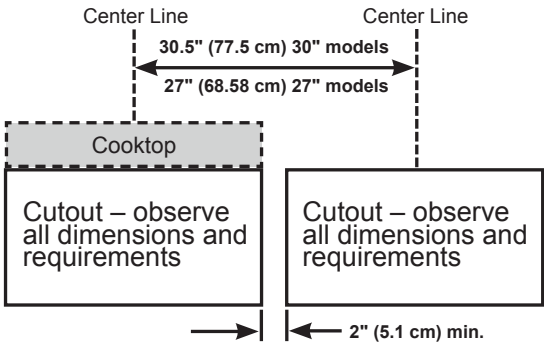 Center Line
Center Line
30.5" (77.5 cm) 30" models
27" (68.58 cm) 27" models
Cooktop
Cutout – observe
all dimensions and
requirements
Cutout – observe
all dimensions and
requirements
2" (5.1 cm) min.